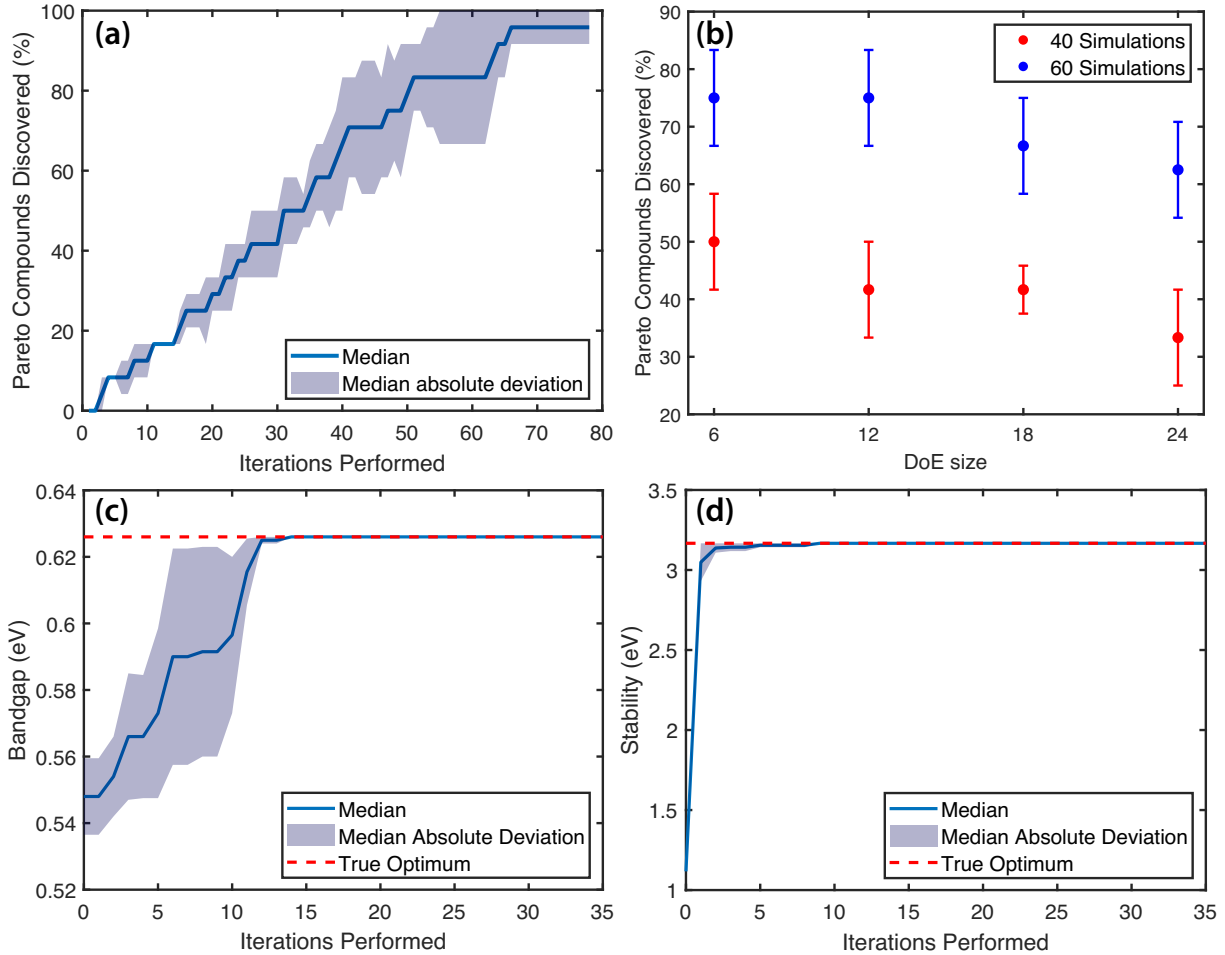 (a)
Pareto Compounds Discovered (%)
100
80
60
40
20
0
0 10 20 30 40 50 60 70 80
Iterations Performed
Median
Median absolute deviation
(b)
Pareto Compounds Discovered (%)
90
80
70
60
50
40
30
20
6 12 18 24
DoE size
40 Simulations
60 Simulations
(c)
Bandgap (eV)
0.64
0.62
0.6
0.58
0.56
0.54
0.52
0 5 10 15 20 25 30 35
Iterations Performed
Median
Median Absolute Deviation
True Optimum
(d)
Stability (eV)
3.5
3
2.5
2
1.5
1
0 5 10 15 20 25 30 35
Iterations Performed
Median
Median Absolute Deviation
True Optimum